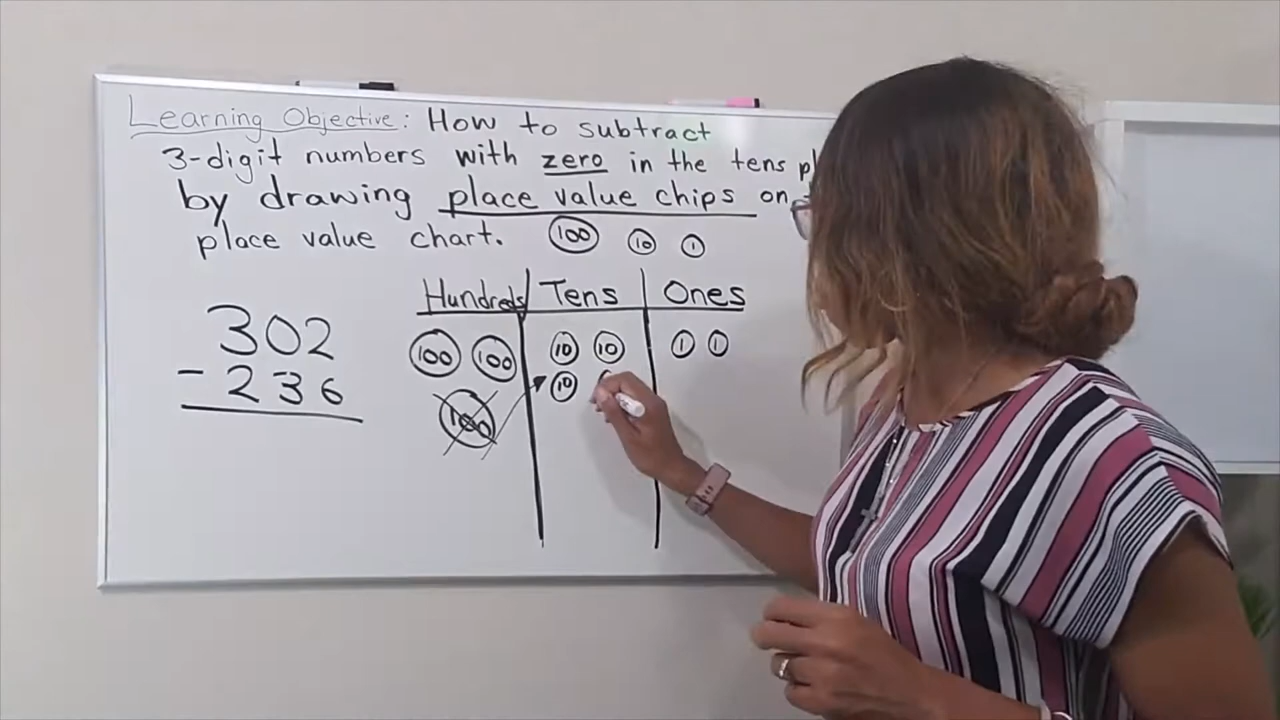 Learning Objective: How to subtract
3-digit numbers with zero in the tens
by drawing place value chips on
place value chart. 100 10 1
Hundreds Tens Ones
302
- 236
100 100 10 10 1 1
100 10